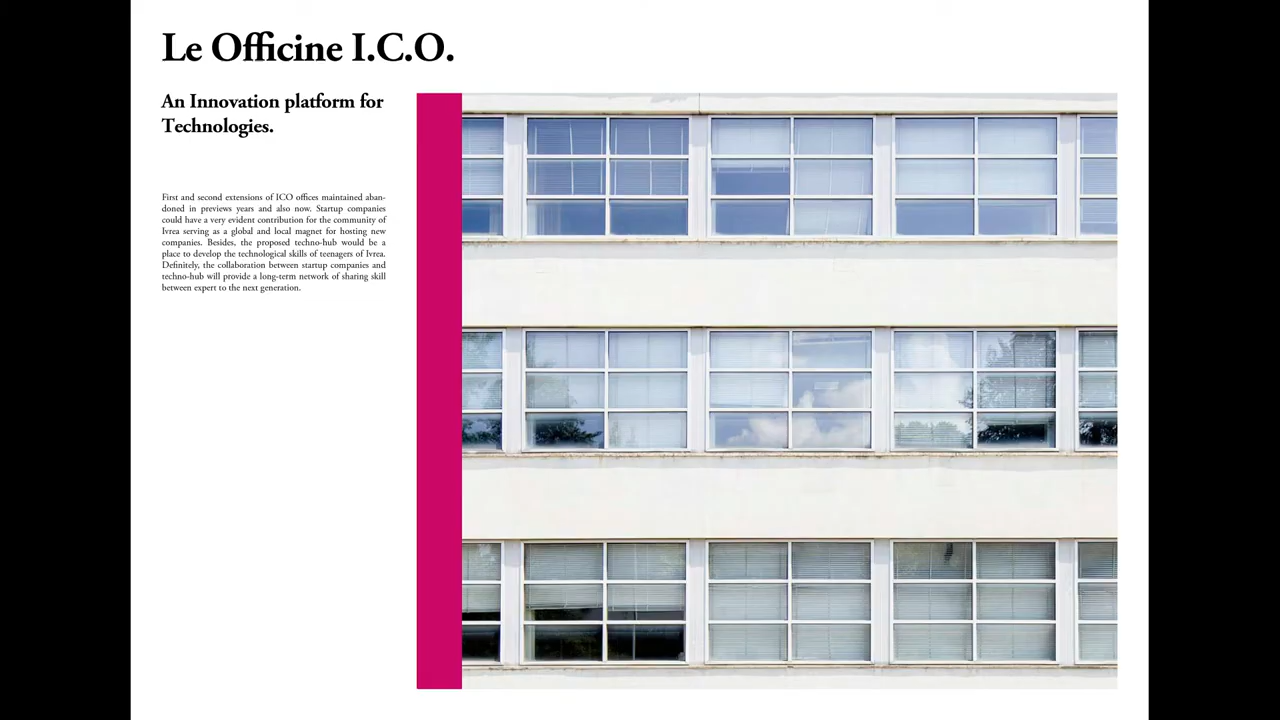 Le Officine I.C.O.
An Innovation platform for
Technologies.
First and second extensions of ICO offices maintained aban-
doned in previews years and also now. Startup companies
could have a very evident contribution for the community of
Ivrea serving as a global and local magnet for hosting new
companies. Besides, the proposed techno-hub would be a
place to develop the technological skills of teenagers of Ivrea.
Definitely, the collaboration between startup companies and
techno-hub will provide a long-term network of sharing skill
between expert to the next generation.